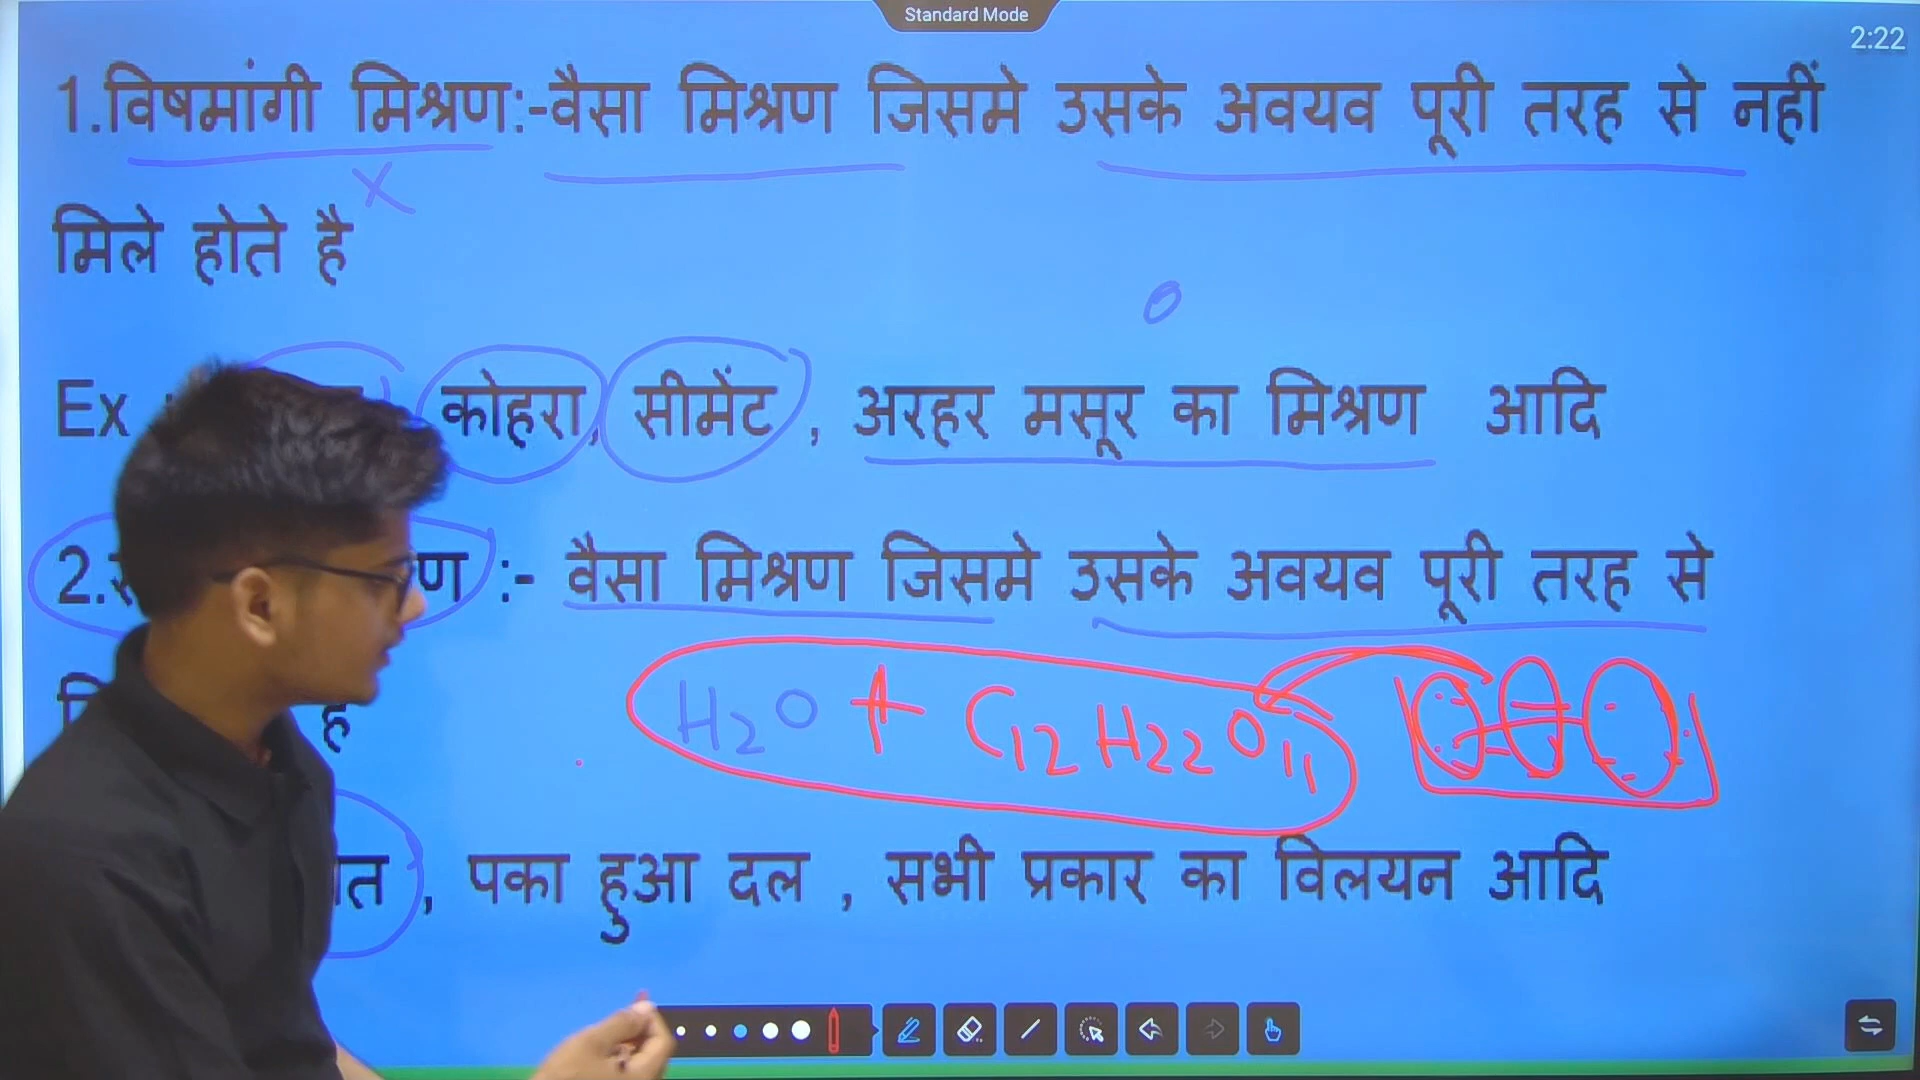 Standard Mode
2:22
1.विषमांगी मिश्रण:-वैसा मिश्रण जिसमे उसके अवयव पूरी तरह से नहीं
मिले होते है
x
o
Ex कोहरा, सीमेंट , अरहर मसूर का मिश्रण आदि
2. :- वैसा मिश्रण जिसमे उसके अवयव पूरी तरह से
है
H2O + C12H22O11
, पका हुआ दल , सभी प्रकार का विलयन आदि